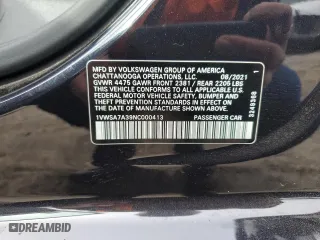 MFD. BY VOLKSWAGEN GROUP OF AMERICA
CHATTANOOGA OPERATIONS, LLC. 08/2021
GVWR 4475 GAWR FRONT 2381 / REAR 2205 LBS
THIS VEHICLE CONFORMS TO ALL APPLICABLE
FEDERAL MOTOR VEHICLE SAFETY, BUMPER,
AND THEFT PREVENTION STANDARDS IN EFFECT
ON THE DATE OF MANUFACTURE SHOWN ABOVE.
1VWSA7A39NC000413 PASSENGER CAR
1